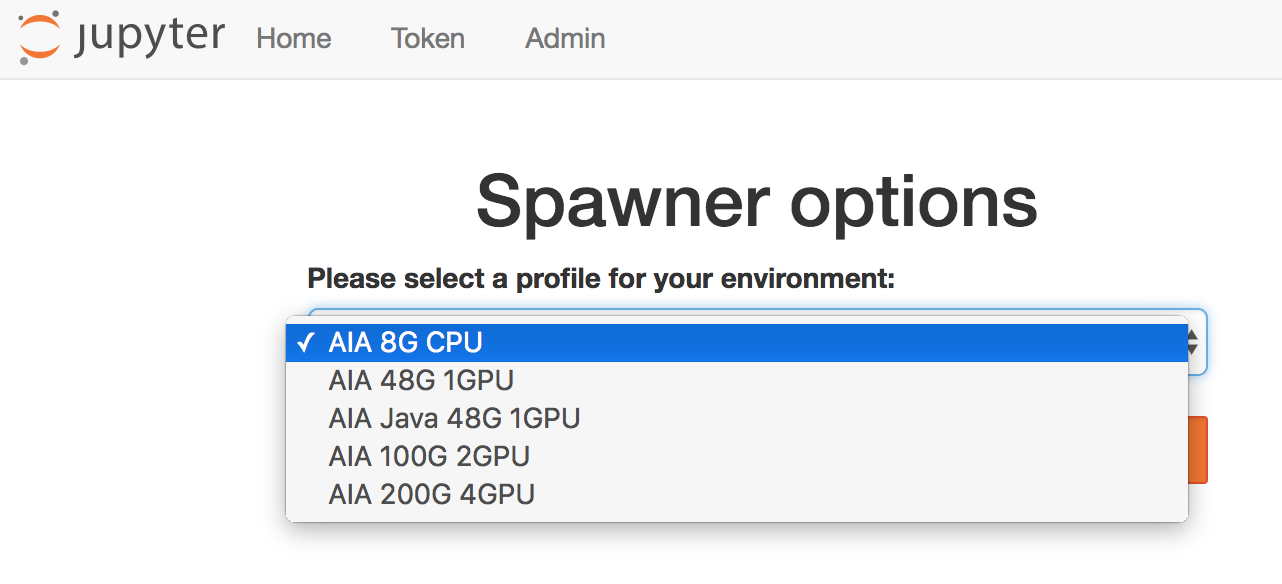 jupyter Home Token Admin
Spawner options
Please select a profile for your environment:
✓ AIA 8G CPU
AIA 48G 1GPU
AIA Java 48G 1GPU
AIA 100G 2GPU
AIA 200G 4GPU